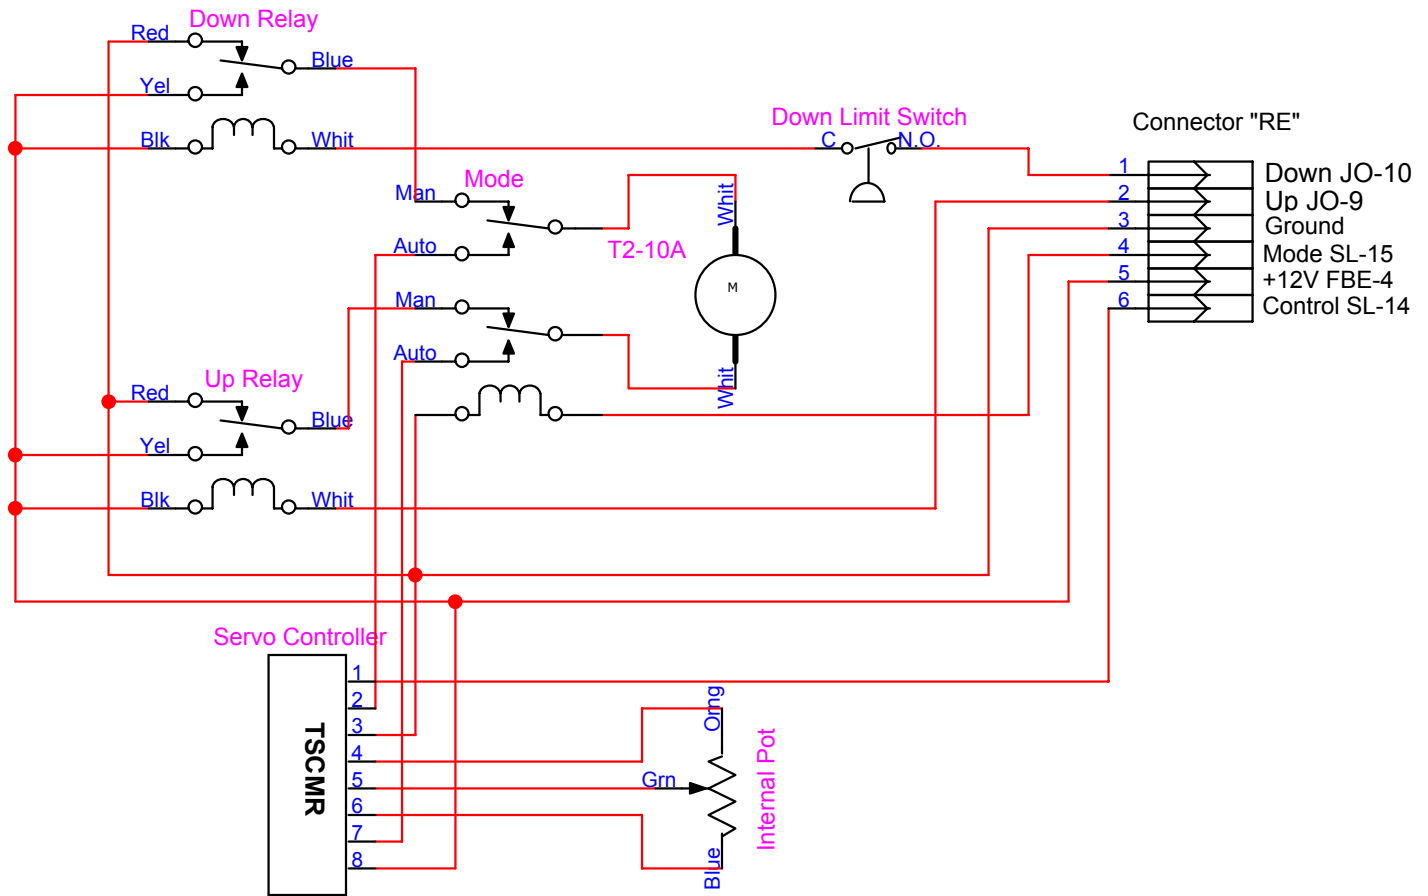 Down Relay
Red
Blue
Yel
Blk
Whit
Down Limit Switch
C
N.O.
Connector "RE"
1
Down JO-10
2
Up JO-9
3
Ground
4
Mode SL-15
5
+12V FBE-4
6
Control SL-14
Mode
Man
Auto
T2-10A
Man
Auto
Whit
M
Whit
Up Relay
Red
Blue
Yel
Blk
Whit
Servo Controller
TSCMR
1
2
3
4
5
6
7
8
Orng
Grn
Blue
Internal Pot